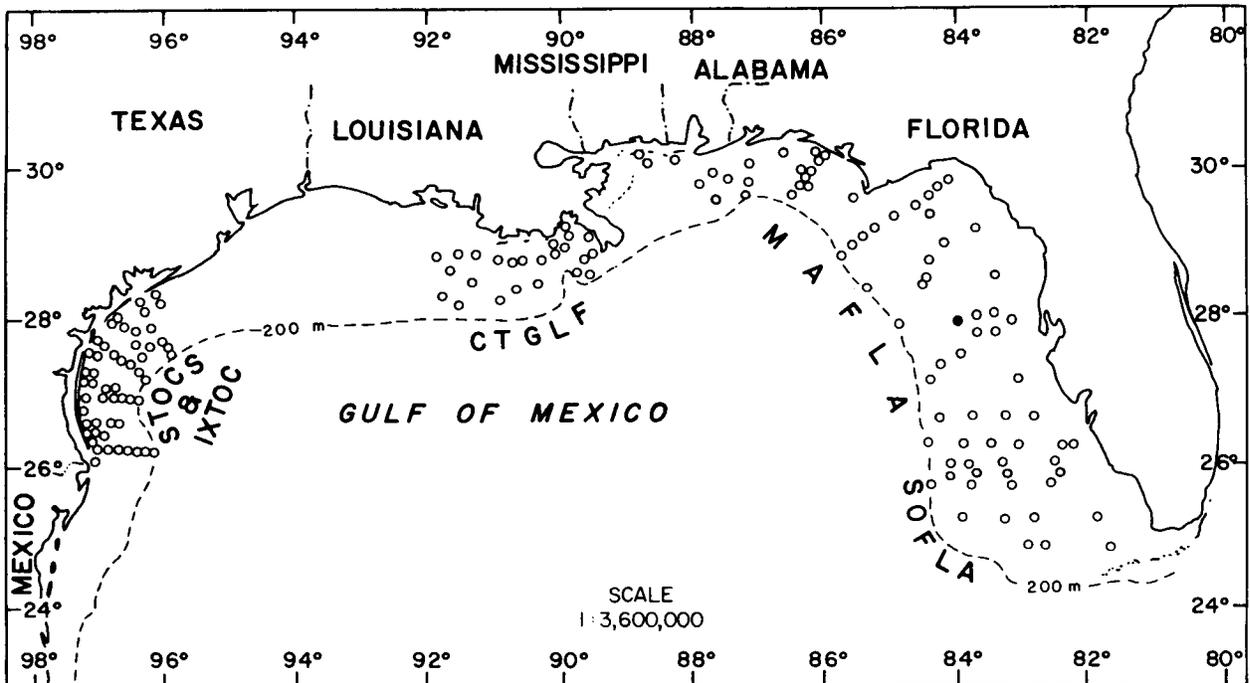 98° 96° 94° 92° 90° 88° 86° 84° 82° 80°
MISSISSIPPI ALABAMA
TEXAS LOUISIANA FLORIDA
30° 30°
MAFLA
28° 28°
200 m
CTGLF
STOCS
&
IXTOC
GULF OF MEXICO
26° 26°
SOFLA
MEXICO
200 m
SCALE
1:3,600,000
24° 24°
98° 96° 94° 92° 90° 88° 86° 84° 82° 80°